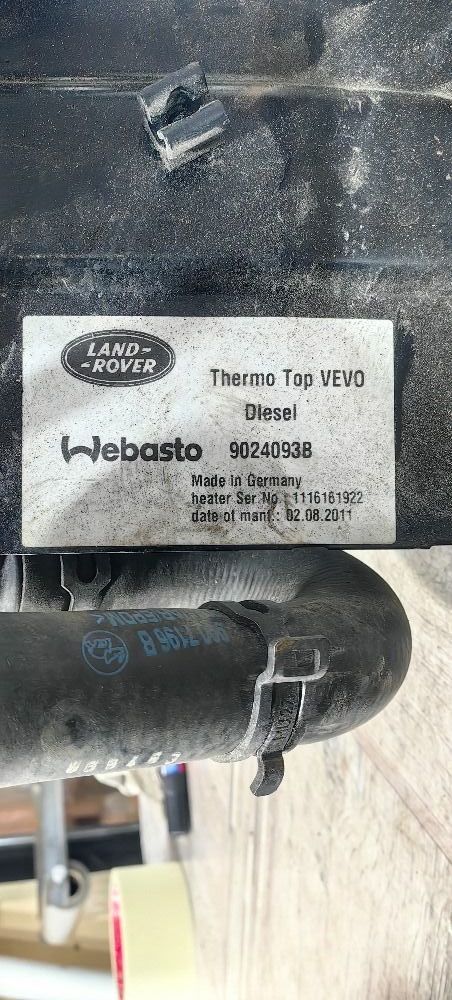 LAND-
-ROVER
Thermo Top VEVO
Diesel
Webasto 9024093B
Made in Germany
heater Ser No : 1116161922
date of manf.: 02.08.2011
7196 B